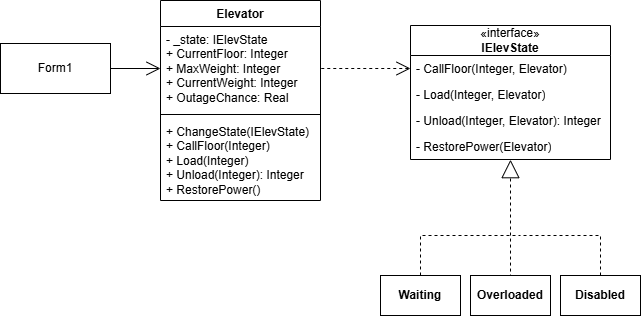 Form1
Elevator
- _state: IElevState
+ CurrentFloor: Integer
+ MaxWeight: Integer
+ CurrentWeight: Integer
+ OutageChance: Real
+ ChangeState(IElevState)
+ CallFloor(Integer)
+ Load(Integer)
+ Unload(Integer): Integer
+ RestorePower()
«interface»
IElevState
- CallFloor(Integer, Elevator)
- Load(Integer, Elevator)
- Unload(Integer, Elevator): Integer
- RestorePower(Elevator)
Waiting
Overloaded
Disabled